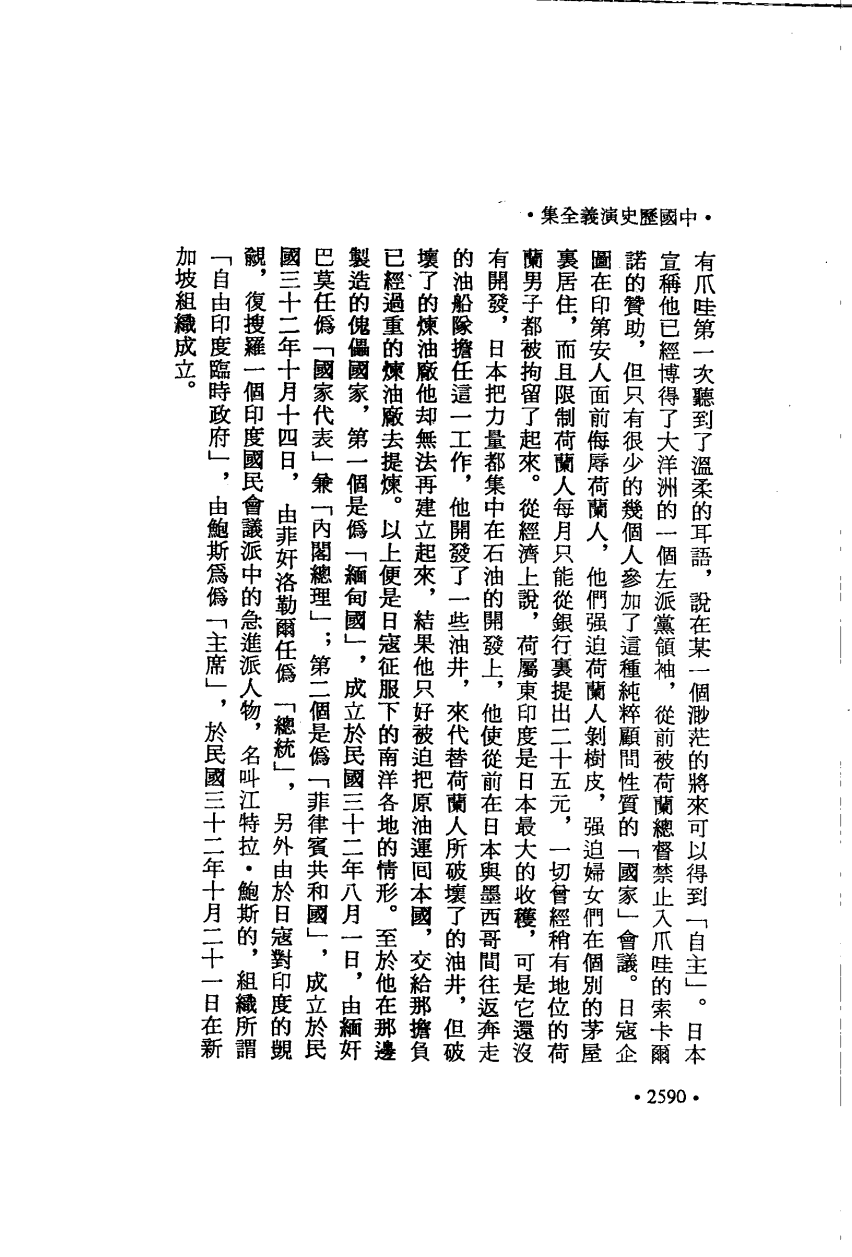 •中國歷史演義全集•
有爪哇第一次聽到了溫柔的耳語，說在某一個渺茫的將來可以得到「自主」。日本
宣稱他已經博得了大洋洲的一個左派黨領袖，從前被荷蘭總督禁止入爪哇的索卡爾
諾的贊助，但只有很少的幾個人參加了這種純粹顧問性質的「國家」會議。日寇企
圖在印第安人面前侮辱荷蘭人，他們强迫荷蘭人剝樹皮，强迫婦女們在個別的茅屋
裏居住，而且限制荷蘭人每月只能從銀行裏提出二十五元，一切曾經稍有地位的荷
蘭男子都被拘留了起來。從經濟上說，荷屬東印度是日本最大的收穫，可是它還沒
有開發，日本把力量都集中在石油的開發上，他使從前在日本與墨西哥間往返奔走
的油船隊擔任這一工作，他開發了一些油井，來代替荷蘭人所破壞了的油井，但破
壞了的煉油廠他却無法再建立起來，結果他只好被迫把原油運回本國，交給那擔負
已經過重的煉油廠去提煉。以上便是日寇征服下的南洋各地的情形。至於他在那邊
製造的傀儡國家，第一個是僞「緬甸國」，成立於民國三十二年八月一日，由緬奸
巴莫任僞「國家代表」兼「內閣總理」；第二個是僞「菲律賓共和國」，成立於民
國三十二年十月十四日，由菲奸洛勒爾任僞「總統」，另外由於日寇對印度的覬
覦，復搜羅一個印度國民會議派中的急進派人物，名叫江特拉•鮑斯的，組織所謂
「自由印度臨時政府」，由鮑斯爲僞「主席」，於民國三十二年十月二十一日在新
加坡組織成立。
•2590•